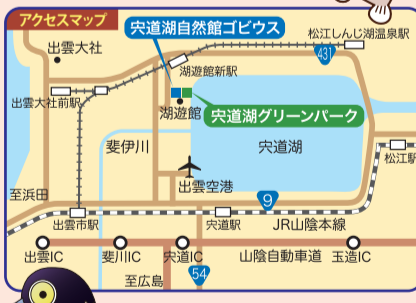 アクセスマップ
宍道湖自然館ゴビウス
松江しんじ湖温泉駅
431
出雲大社
湖遊館新駅
出雲大社前駅
湖遊館
宍道湖グリーンパーク
斐伊川
宍道湖
松江駅
出雲空港
至浜田
9
出雲市駅
宍道駅
JR山陰本線
出雲IC
斐川IC
宍道IC
山陰自動車道
玉造IC
至広島
54